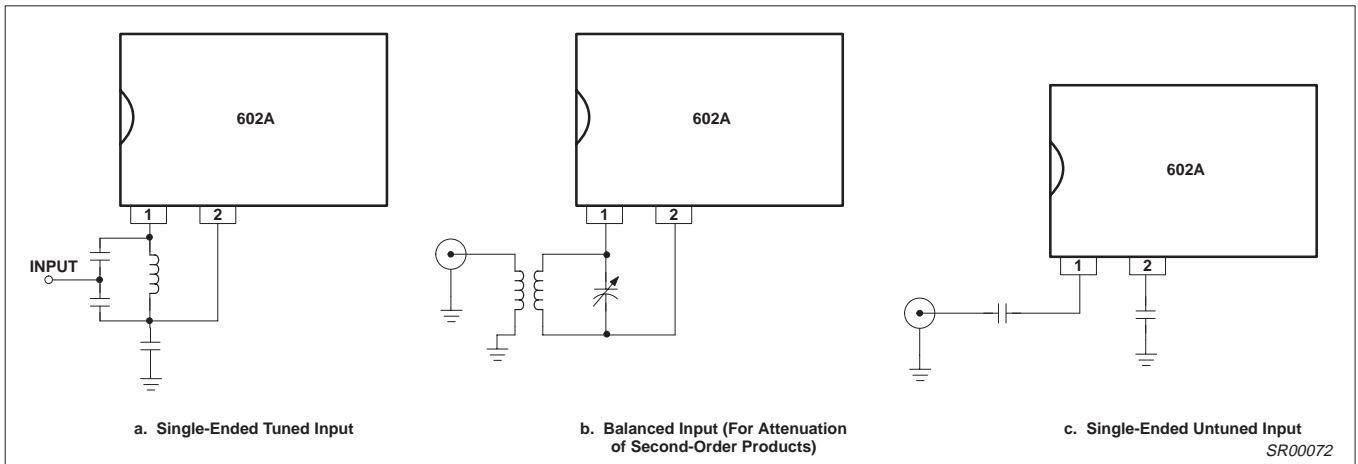 602A
1 2
INPUT
a. Single-Ended Tuned Input
602A
1 2
b. Balanced Input (For Attenuation
of Second-Order Products)
602A
1 2
c. Single-Ended Untuned Input
SR00072